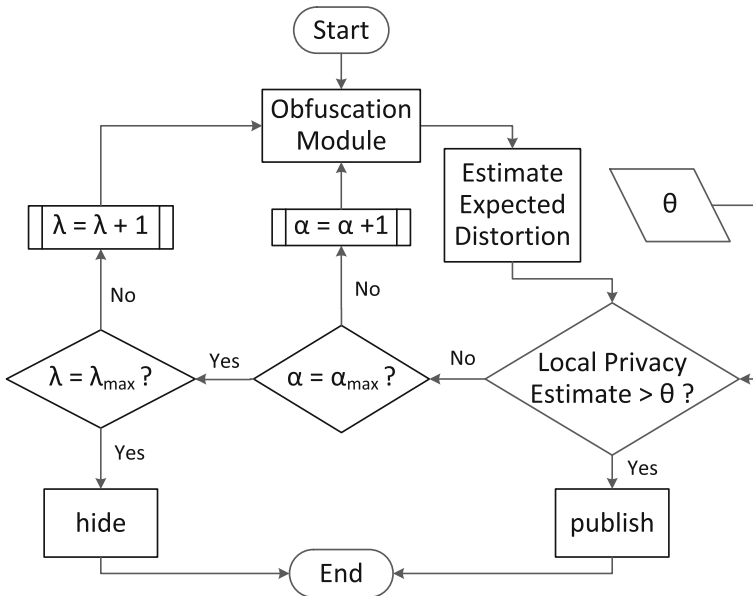 Start
Obfuscation
Module
Estimate
Expected
Distortion
θ
λ = λ + 1
α = α +1
No
No
λ = λmax ?
Yes
α = αmax ?
No
Local Privacy
Estimate > θ ?
Yes
Yes
hide
publish
End